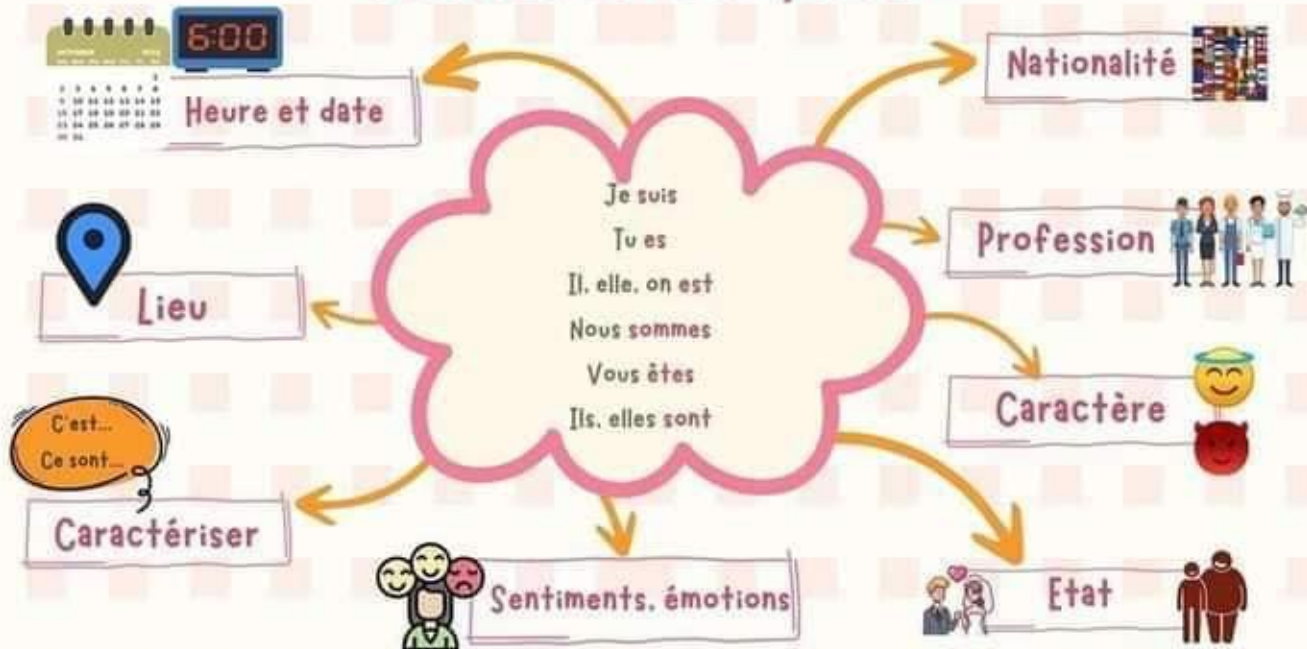 6:00
Heure et date
Nationalité
Je suis
Tu es
Il, elle, on est
Nous sommes
Vous êtes
Ils, elles sont
Profession
Lieu
Caractère
C'est...
Ce sont...
Caractériser
Sentiments, émotions
Etat